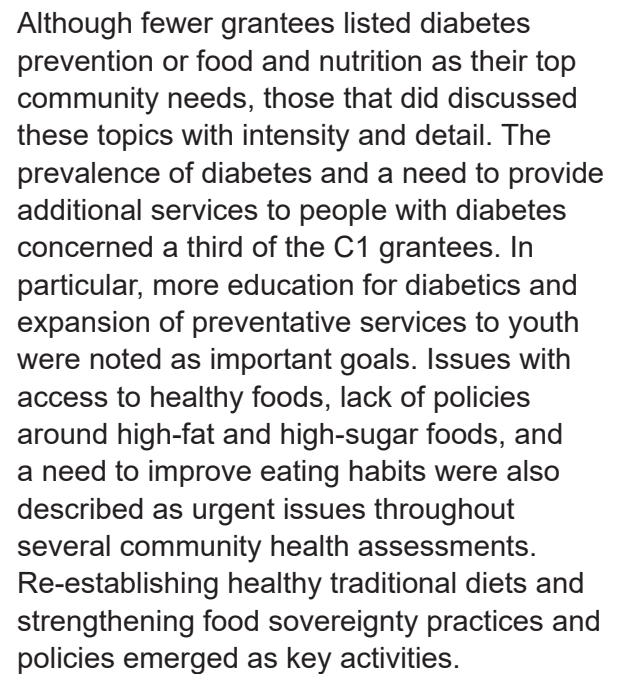 Although fewer grantees listed diabetes
prevention or food and nutrition as their top
community needs, those that did discussed
these topics with intensity and detail. The
prevalence of diabetes and a need to provide
additional services to people with diabetes
concerned a third of the C1 grantees. In
particular, more education for diabetics and
expansion of preventative services to youth
were noted as important goals. Issues with
access to healthy foods, lack of policies
around high-fat and high-sugar foods, and
a need to improve eating habits were also
described as urgent issues throughout
several community health assessments.
Re-establishing healthy traditional diets and
strengthening food sovereignty practices and
policies emerged as key activities.